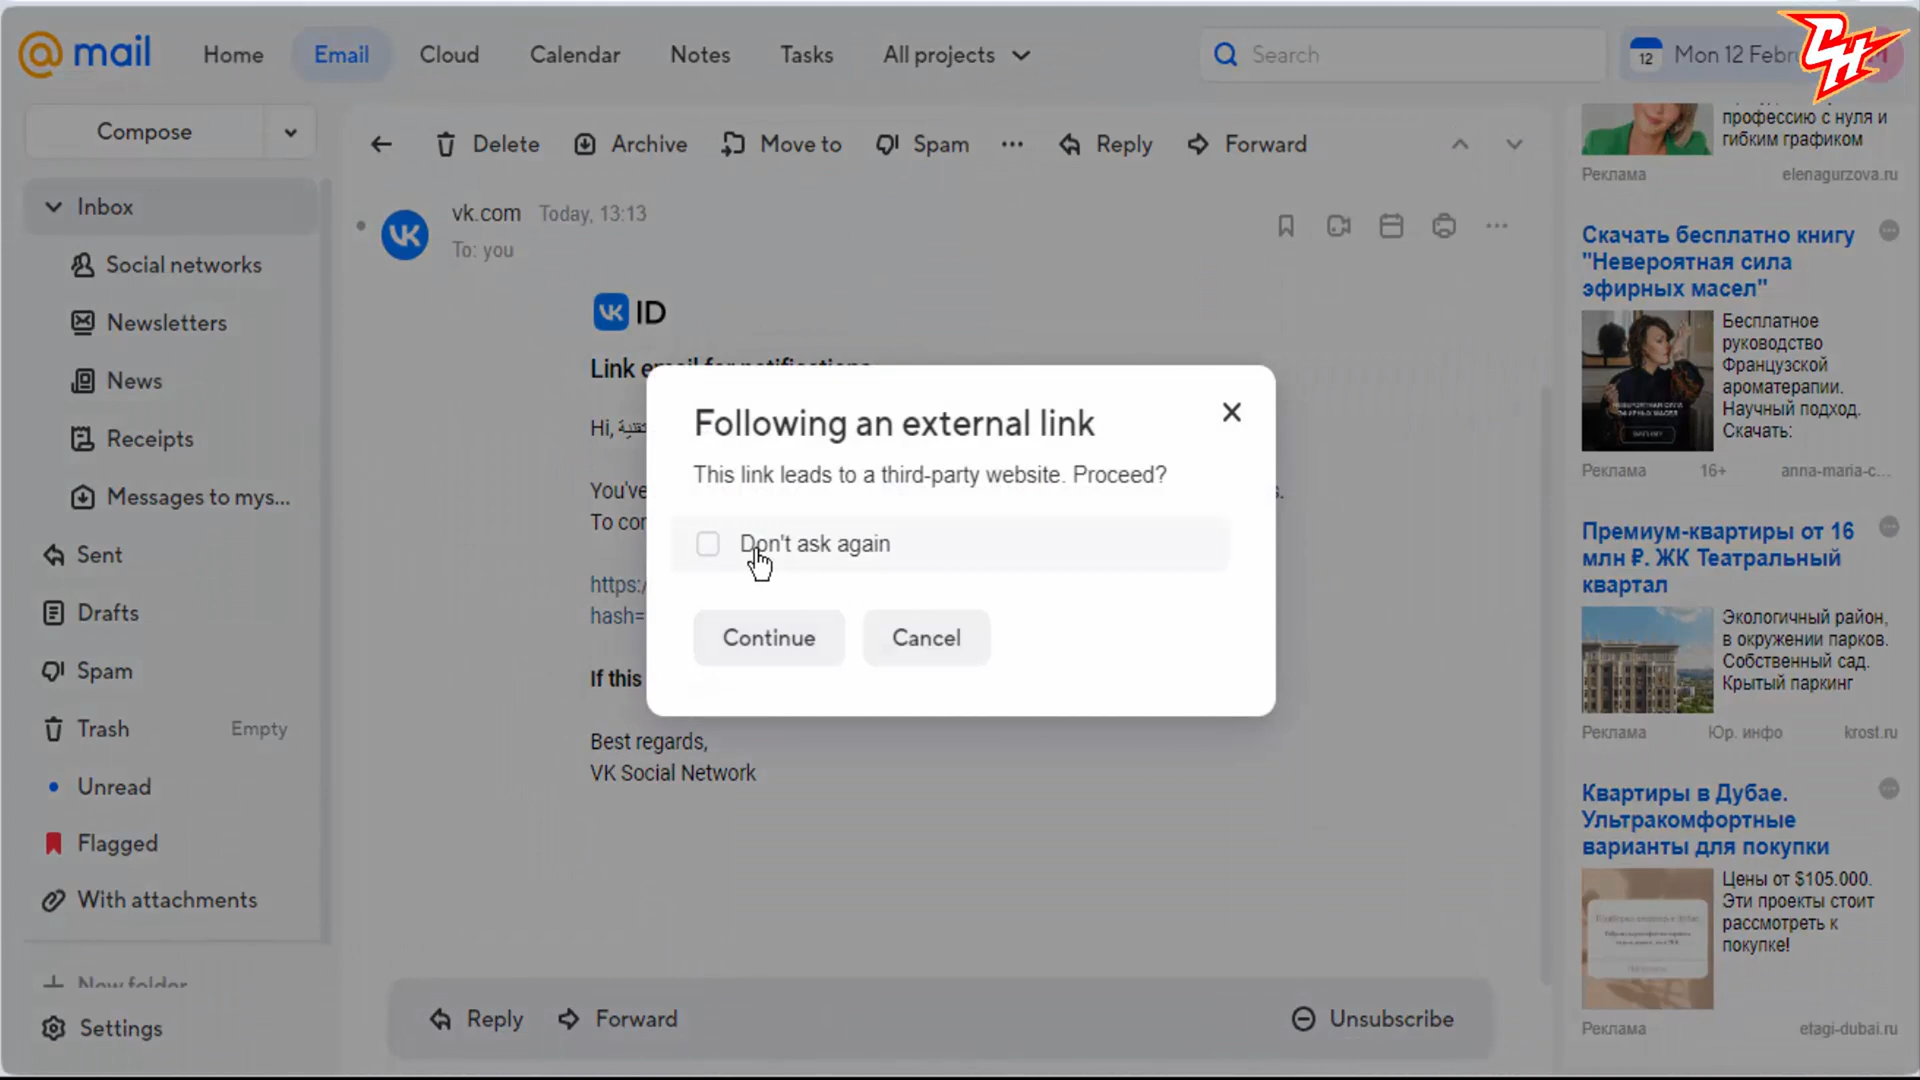 mail
Home
Email
Cloud
Calendar
Notes
Tasks
All projects
Search
12
Mon 12 Febr
CH
Compose
Delete
Archive
Move to
Spam
Reply
Forward
Inbox
Social networks
Newsletters
News
Receipts
Messages to mys...
Sent
Drafts
Spam
Trash
Empty
Unread
Flagged
With attachments
New folder
Settings
vk.com
Today, 13:13
To: you
VK ID
Link email for notifications
Hi,
You've
To con
https:/
hash=
If this
Best regards,
VK Social Network
Following an external link
This link leads to a third-party website. Proceed?
Don't ask again
Continue
Cancel
Reply
Forward
Unsubscribe
профессию с нуля и
гибким графиком
Реклама
elenagurzova.ru
Скачать бесплатно книгу
"Невероятная сила
эфирных масел"
Бесплатное
руководство
Французской
ароматерапии.
Научный подход.
Скачать:
Реклама
16+
anna-maria-c...
Премиум-квартиры от 16
млн ₽. ЖК Театральный
квартал
Экологичный район,
в окружении парков.
Собственный сад.
Крытый паркинг
Реклама
Юр. инфо
krost.ru
Квартиры в Дубае.
Ультракомфортные
варианты для покупки
Цены от $105.000.
Эти проекты стоит
рассмотреть к
покупке!
Реклама
etagi-dubai.ru